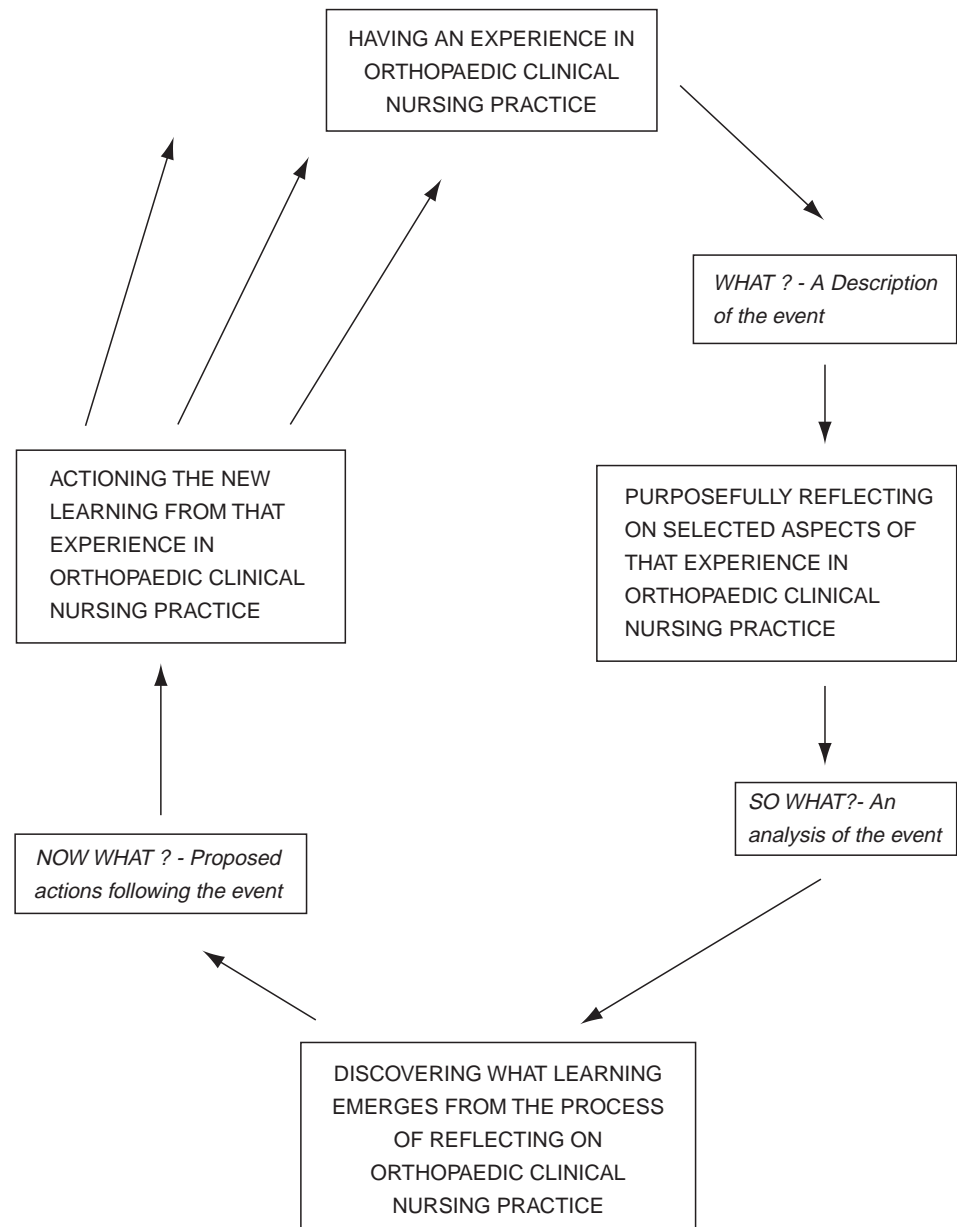 HAVING AN EXPERIENCE IN
ORTHOPAEDIC CLINICAL
NURSING PRACTICE
WHAT ? - A Description
of the event
PURPOSEFULLY REFLECTING
ON SELECTED ASPECTS OF
THAT EXPERIENCE IN
ORTHOPAEDIC CLINICAL
NURSING PRACTICE
SO WHAT?- An
analysis of the event
DISCOVERING WHAT LEARNING
EMERGES FROM THE PROCESS
OF REFLECTING ON
ORTHOPAEDIC CLINICAL
NURSING PRACTICE
NOW WHAT ? - Proposed
actions following the event
ACTIONING THE NEW
LEARNING FROM THAT
EXPERIENCE IN
ORTHOPAEDIC CLINICAL
NURSING PRACTICE